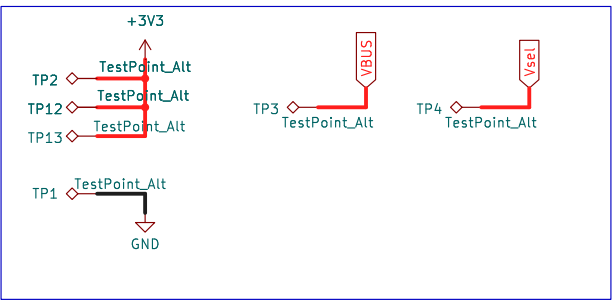 +3V3
TestPoint_Alt
TP2
TestPoint_Alt
TP12
TestPoint_Alt
TP13
TestPoint_Alt
TP1
GND
VBUS
TP3
TestPoint_Alt
Vsel
TP4
TestPoint_Alt